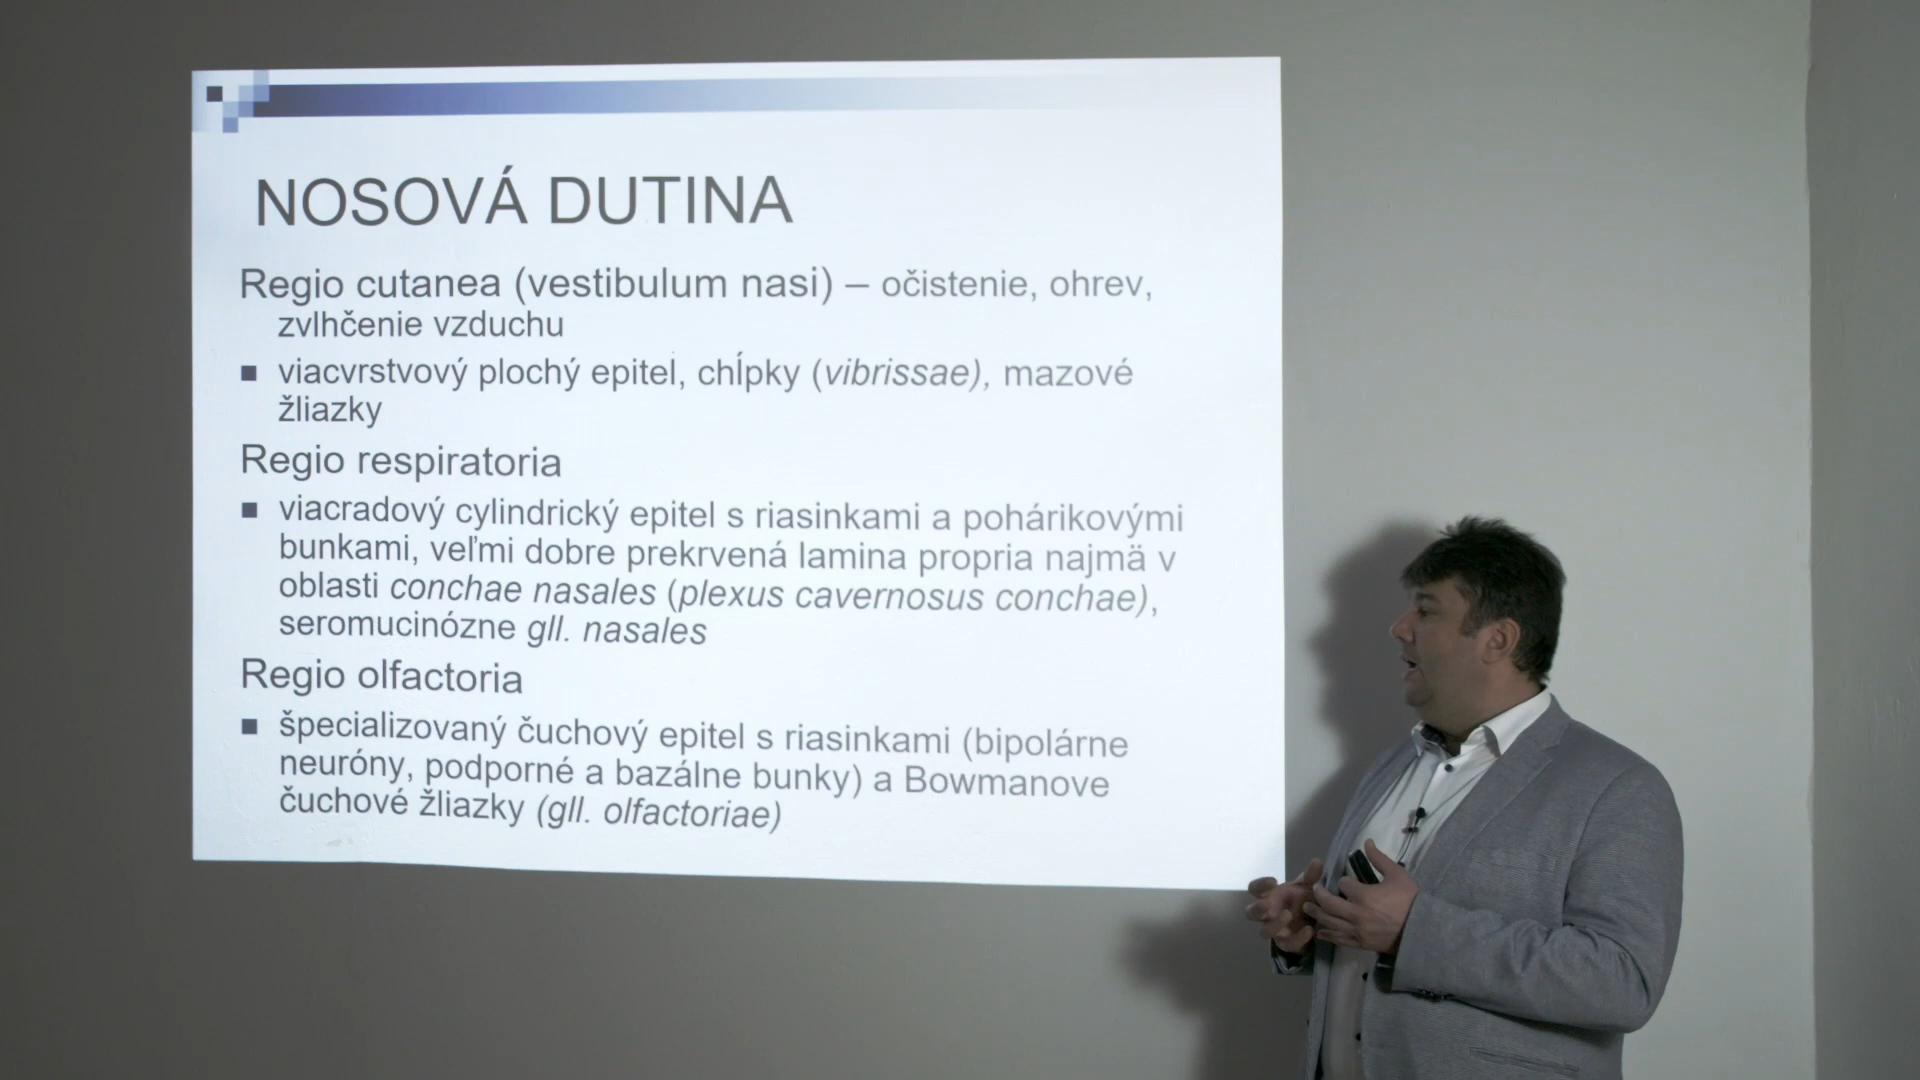 NOSOVÁ DUTINA
Regio cutanea (vestibulum nasi) – očistenie, ohrev,
zvlhčenie vzduchu
viacvrstvový plochý epitel, chĺpky (vibrissae), mazové
žliazky
Regio respiratoria
viacradový cylindrický epitel s riasinkami a pohárikovými
bunkami, veľmi dobre prekrvená lamina propria najmä v
oblasti conchae nasales (plexus cavernosus conchae),
seromucinózne gll. nasales
Regio olfactoria
špecializovaný čuchový epitel s riasinkami (bipolárne
neuróny, podporné a bazálne bunky) a Bowmanove
čuchové žliazky (gll. olfactoriae)